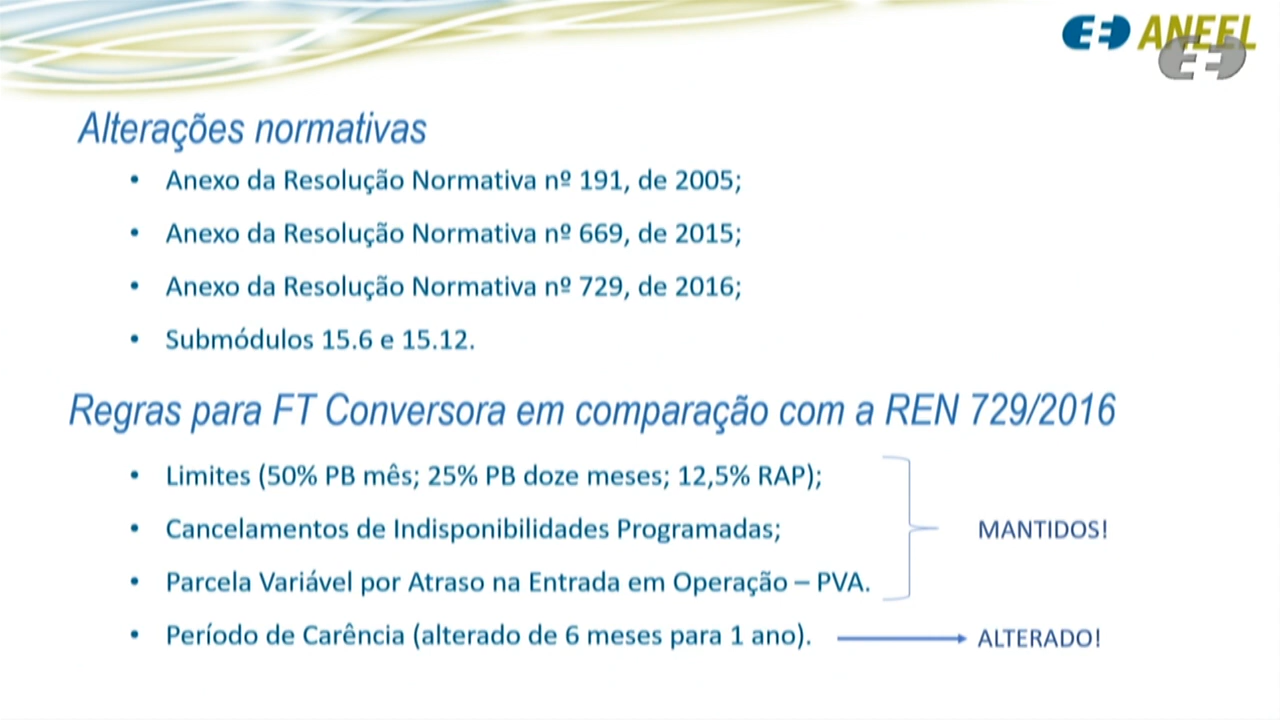 ANEEL
Alterações normativas
• Anexo da Resolução Normativa nº 191, de 2005;
• Anexo da Resolução Normativa nº 669, de 2015;
• Anexo da Resolução Normativa nº 729, de 2016;
• Submódulos 15.6 e 15.12.
Regras para FT Conversora em comparação com a REN 729/2016
• Limites (50% PB mês; 25% PB doze meses; 12,5% RAP);
• Cancelamentos de Indisponibilidades Programadas;
MANTIDOS!
• Parcela Variável por Atraso na Entrada em Operação – PVA.
• Período de Carência (alterado de 6 meses para 1 ano).
ALTERADO!